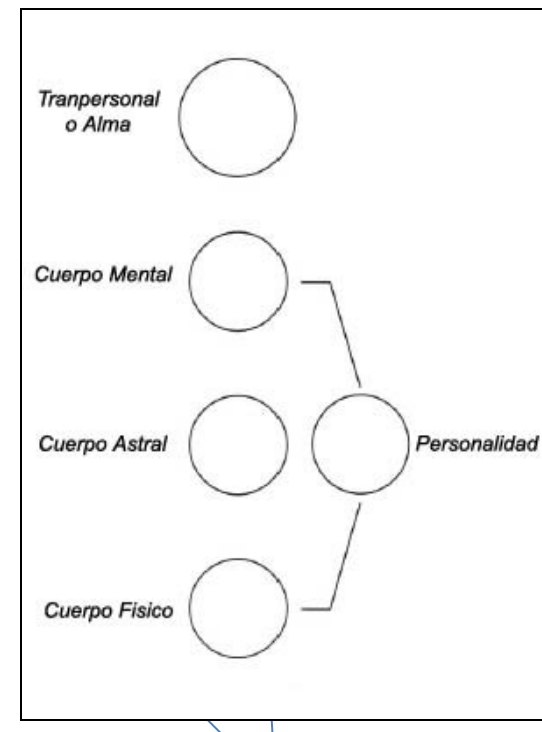 Tranpersonal
o Alma
Cuerpo Mental
Cuerpo Astral
Personalidad
Cuerpo Fisico